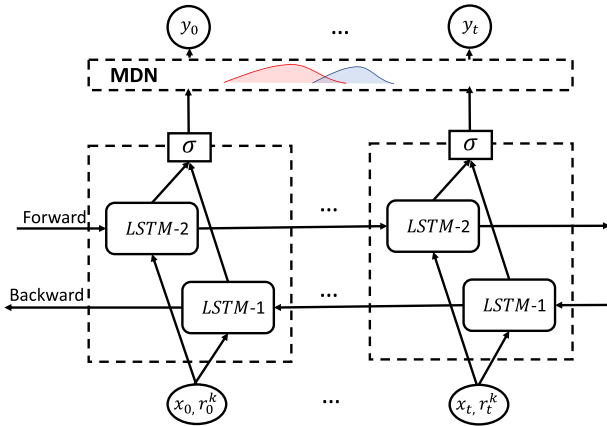 y₀ ... yₜ
MDN
σ σ
Forward LSTM-2 ... LSTM-2
Backward LSTM-1 ... LSTM-1
x₀, r₀ᵏ ... xₜ, rₜᵏ